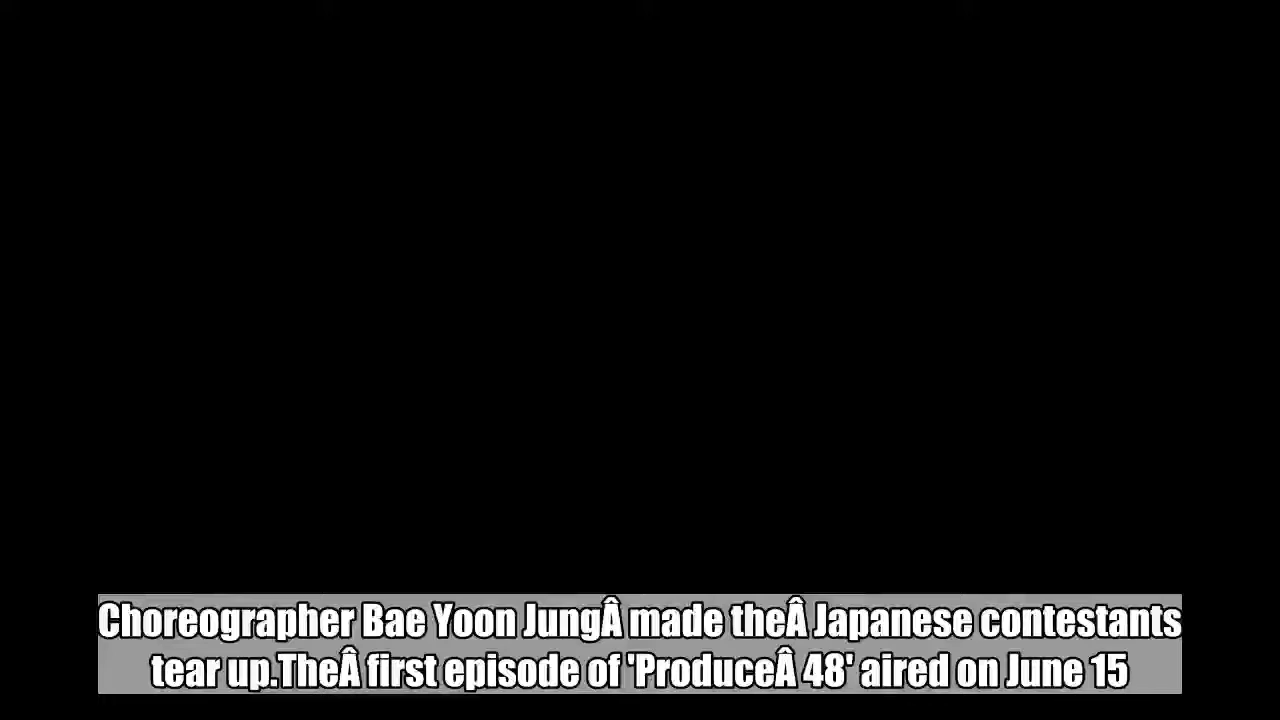 Choreographer Bae Yoon JungÂ made theÂ Japanese contestants
tear up.TheÂ first episode of 'ProduceÂ 48' aired on June 15